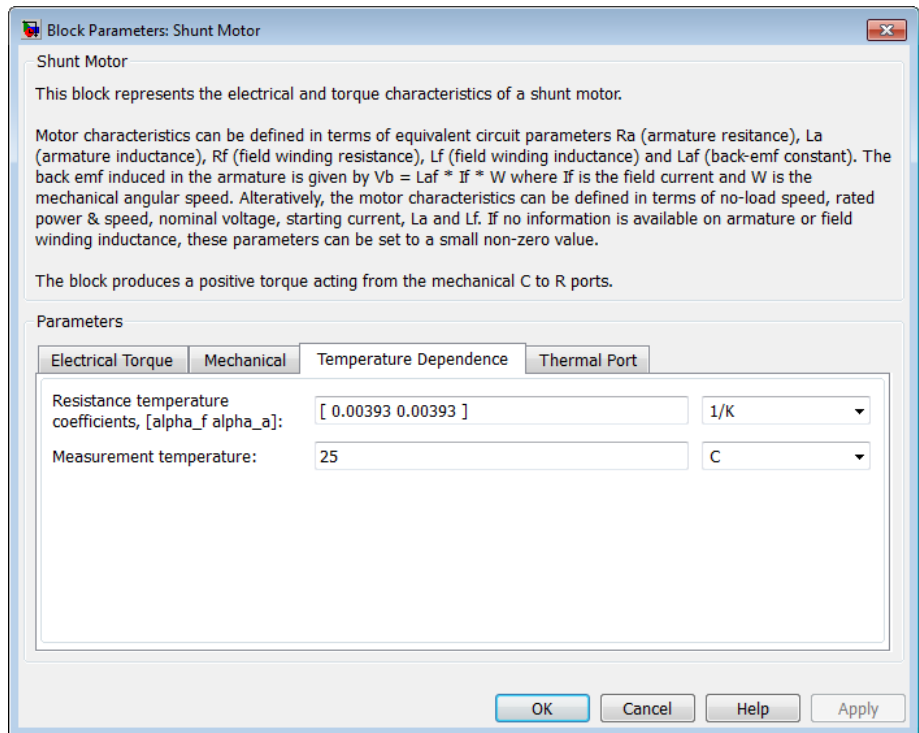 Block Parameters: Shunt Motor
Shunt Motor
This block represents the electrical and torque characteristics of a shunt motor.
Motor characteristics can be defined in terms of equivalent circuit parameters Ra (armature resitance), La
(armature inductance), Rf (field winding resistance), Lf (field winding inductance) and Laf (back-emf constant). The
back emf induced in the armature is given by Vb = Laf * If * W where If is the field current and W is the
mechanical angular speed. Alteratively, the motor characteristics can be defined in terms of no-load speed, rated
power & speed, nominal voltage, starting current, La and Lf. If no information is available on armature or field
winding inductance, these parameters can be set to a small non-zero value.
The block produces a positive torque acting from the mechanical C to R ports.
Parameters
Electrical Torque Mechanical Temperature Dependence Thermal Port
Resistance temperature
coefficients, [alpha_f alpha_a]: [ 0.00393 0.00393 ] 1/K
Measurement temperature: 25 C
OK Cancel Help Apply